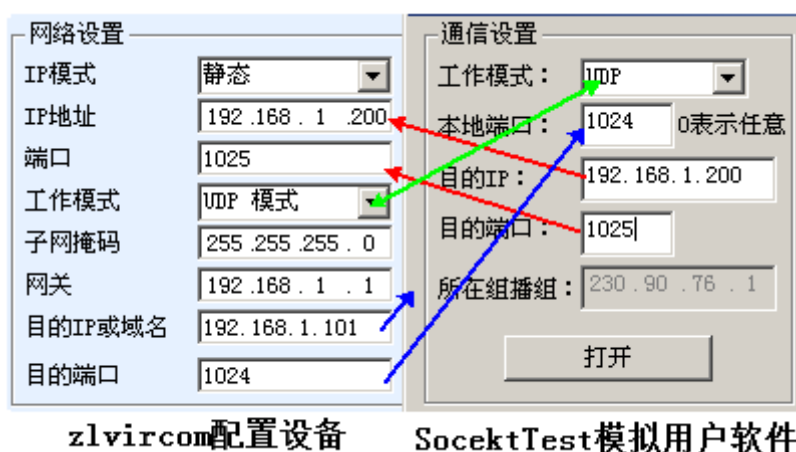 网络设置
IP模式 静态
IP地址 192 .168 . 1 .200
端口 1025
工作模式 UDP 模式
子网掩码 255 .255 .255 . 0
网关 192 .168 . 1 . 1
目的IP或域名 192.168.1.101
目的端口 1024
zlvircom配置设备
通信设置
工作模式： UDP
本地端口： 1024 0表示任意
目的IP： 192.168.1.200
目的端口： 1025
所在组播组： 230 . 90 . 76 . 1
打开
SocektTest模拟用户软件